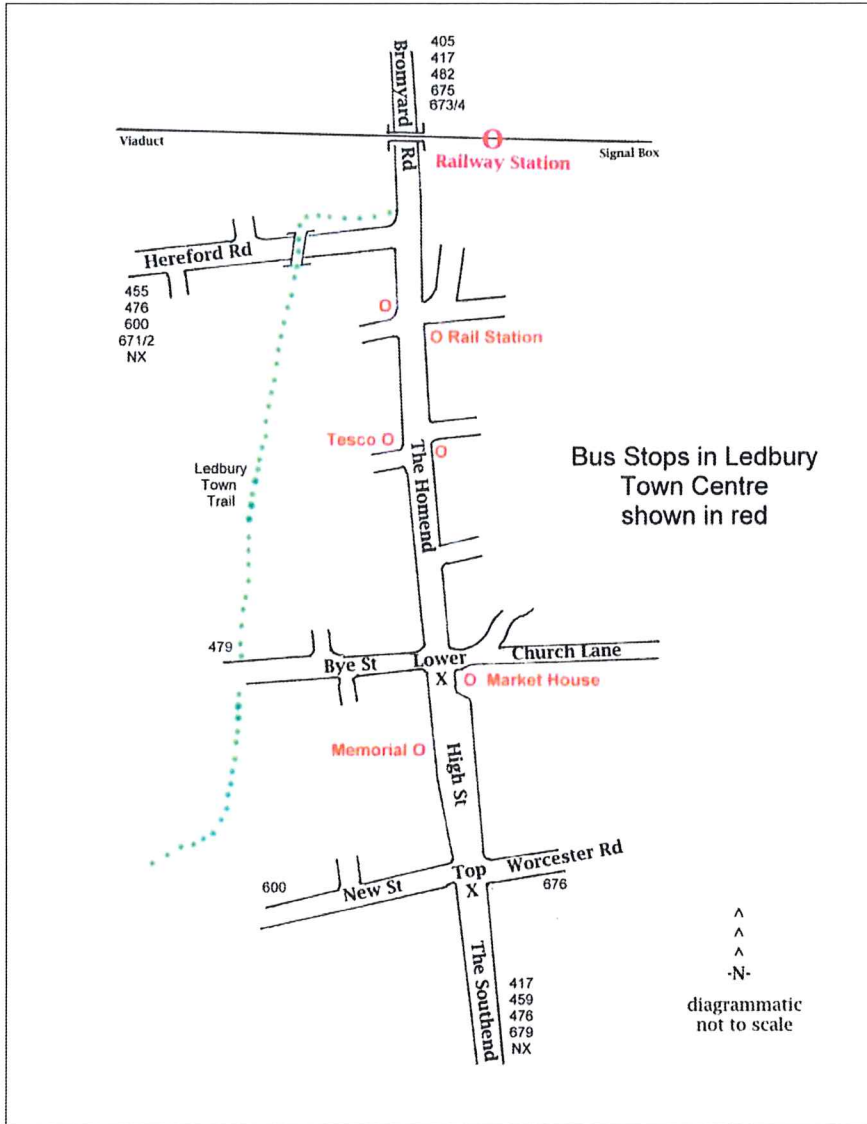 Bromyard
Rd
405
417
482
675
673/4
Viaduct
Railway Station
Signal Box
Hereford Rd
455
476
600
671/2
NX
O
O Rail Station
Tesco O
O
The Homend
Ledbury
Town
Trail
Bus Stops in Ledbury
Town Centre
shown in red
479
Bye St
Lower
X
Church Lane
O Market House
Memorial O
High St
600
New St
Top
X
Worcester Rd
676
The Southend
417
459
476
679
NX
^
^
^
-N-
diagrammatic
not to scale